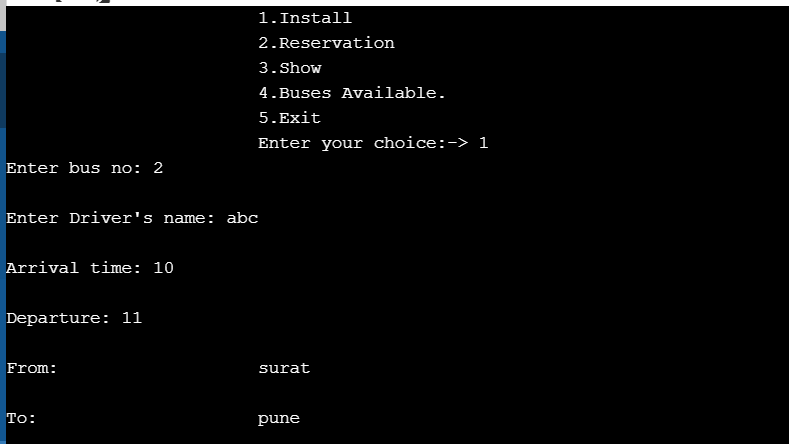 1.Install
2.Reservation
3.Show
4.Buses Available.
5.Exit
Enter your choice:-> 1
Enter bus no: 2
Enter Driver's name: abc
Arrival time: 10
Departure: 11
From: surat
To: pune